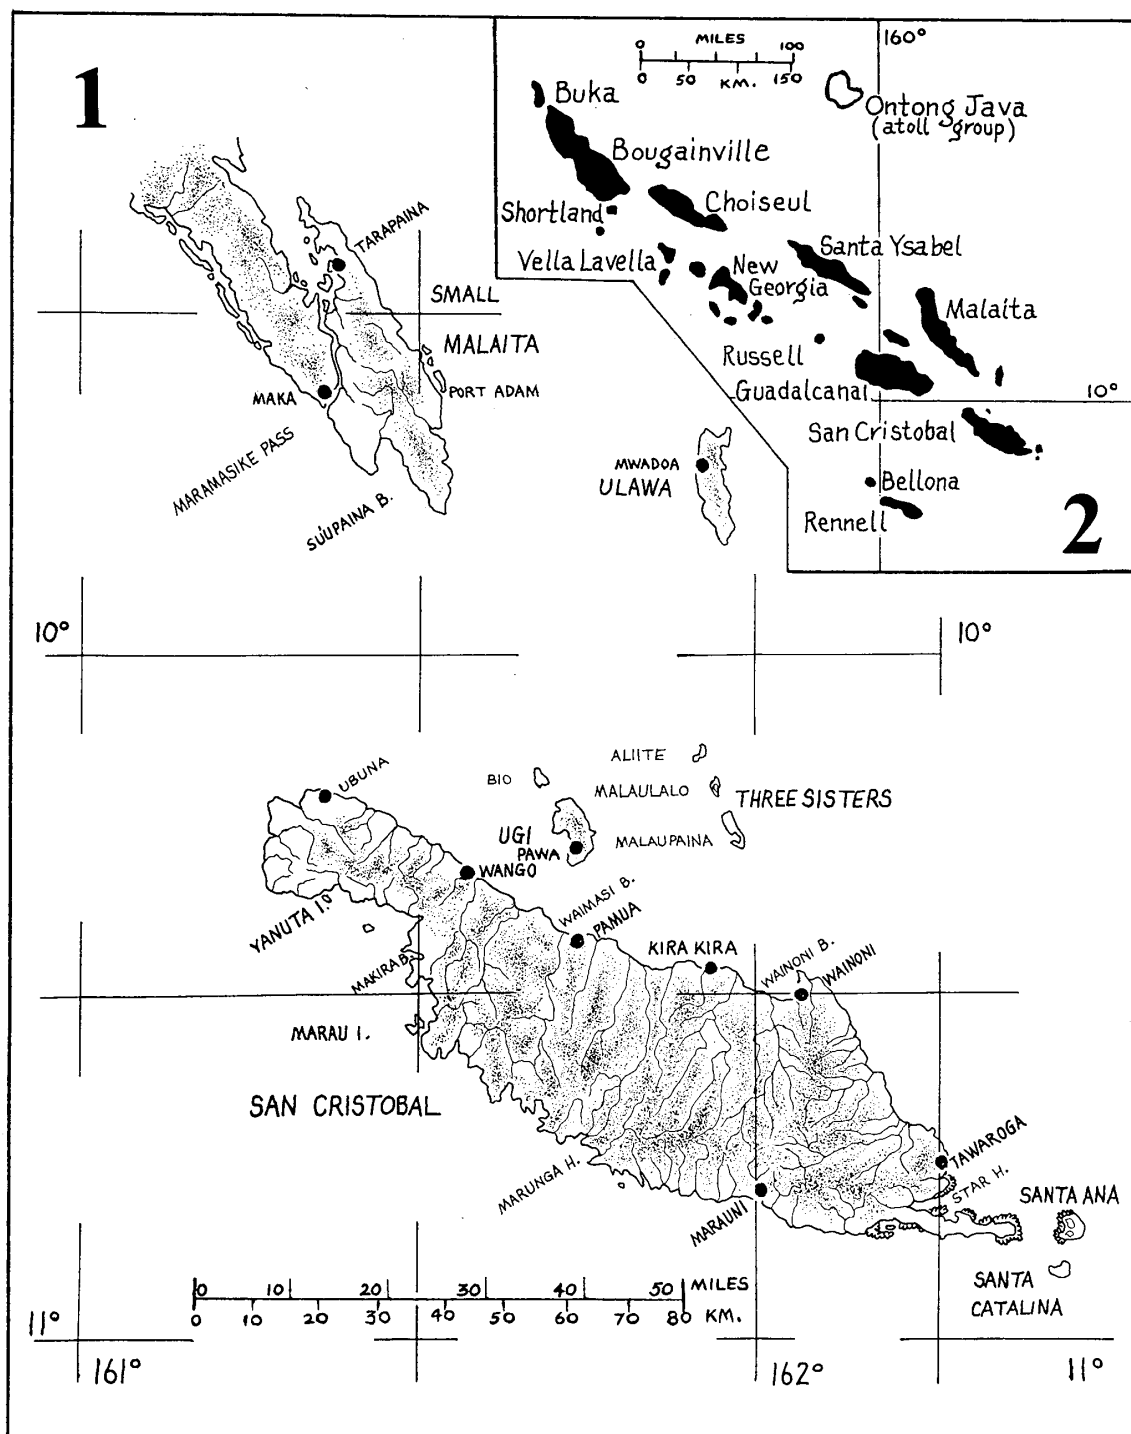 1
TARAPAINA
SMALL
MALAITA
PORT ADAM
MAKA
MARAMASIKE PASS
SÚUPAINA B.
MWADOA
ULAWA
0 MILES 100
0 50 KM. 150
160°
Buka
Ontong Java
(atoll group)
Bougainville
Choiseul
Shortland
Santa Ysabel
Vella Lavella
New
Georgia
Malaita
Russell
Guadalcanal
10°
San Cristobal
Bellona
Rennell
2
10°
10°
UBUNA
BIO
ALIITE
MALAULALO
THREE SISTERS
UGI
PAWA
MALAUPAINA
WANGO
YANUTA I.
WAIMASI B.
PAMUA
KIRA KIRA
WAINONI B.
WAINONI
MAKIRA B.
MARAU I.
SAN CRISTOBAL
MARUNGA H.
MARAUNI
TAWAROGA
STAR H.
SANTA ANA
SANTA
CATALINA
0 10 20 30 40 50 MILES
0 10 20 30 40 50 60 70 80 KM.
11°
161°
162°
11°